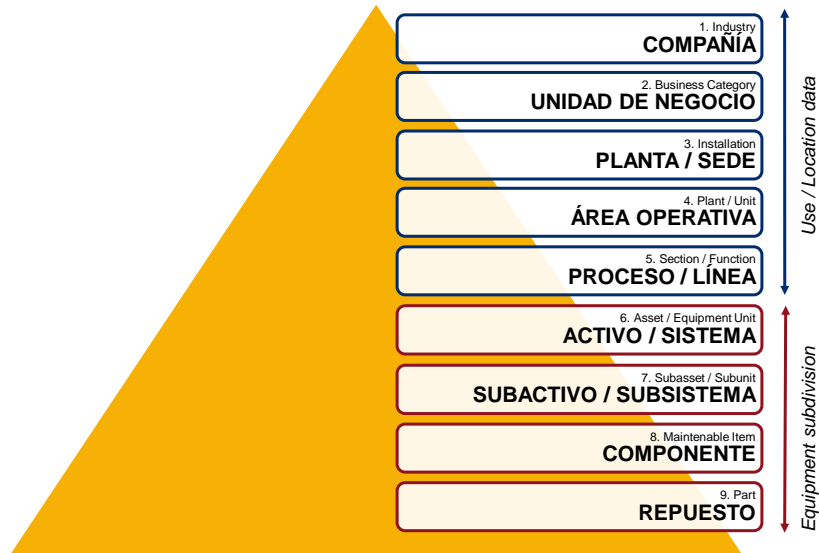 1. Industry
COMPAÑÍA
2. Business Category
UNIDAD DE NEGOCIO
3. Installation
PLANTA / SEDE
4. Plant / Unit
ÁREA OPERATIVA
5. Section / Function
PROCESO / LÍNEA
Use / Location data
6. Asset / Equipment Unit
ACTIVO / SISTEMA
7. Subasset / Subunit
SUBACTIVO / SUBSISTEMA
8. Maintenable Item
COMPONENTE
9. Part
REPUESTO
Equipment subdivision